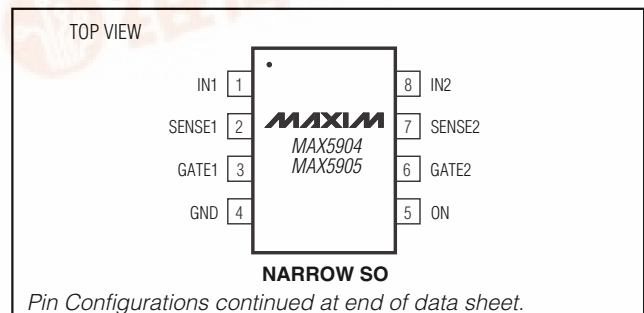 TOP VIEW
IN1 1
8 IN2
SENSE1 2
MAXIM
7 SENSE2
MAX5904
MAX5905
GATE1 3
6 GATE2
GND 4
5 ON
NARROW SO
Pin Configurations continued at end of data sheet.